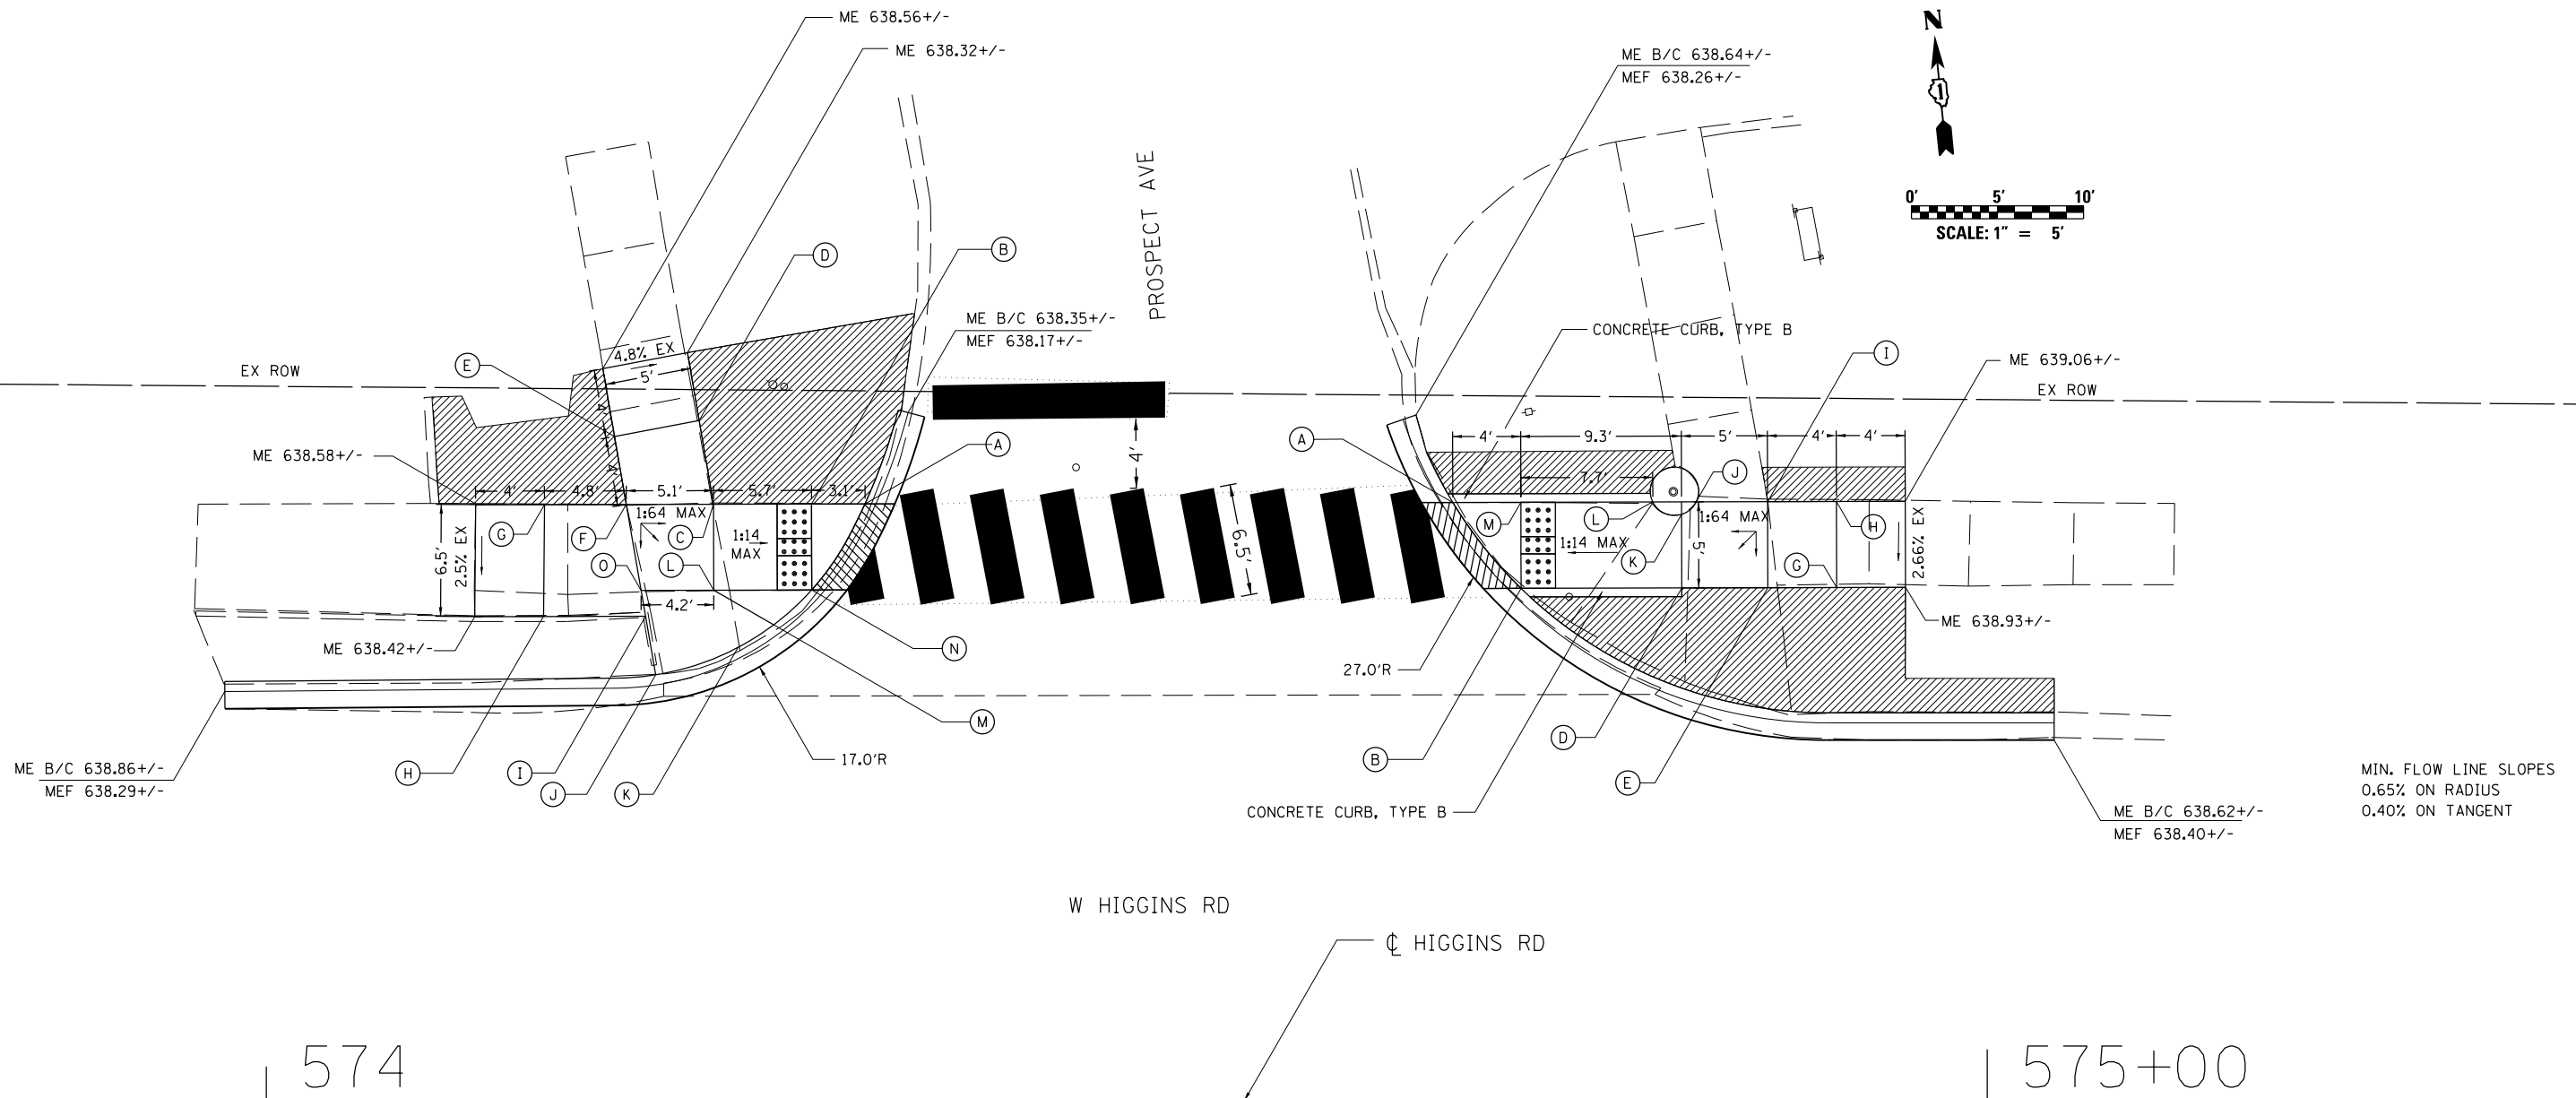 ME 638.56+/-
ME 638.32+/-
N
ME B/C 638.64+/-
MEF 638.26+/-
1
0' 5' 10'
SCALE: 1" = 5'
PROSPECT AVE
D
B
ME B/C 638.35+/-
MEF 638.17+/-
CONCRETE CURB, TYPE B
I
ME 639.06+/-
EX ROW
E
4.8% EX
5'
4'
4'
EX ROW
ME 638.58+/-
A
4'
A
4' 9.3' 5' 4' 4'
7.7'
J
4' 4.8' 5.1' 5.7' 3.1'
1:64 MAX
G
F
C
1:14
MAX
6.5'
2.5% EX
O
L
4.2'
6.5'
M
L
1:64 MAX
H
1:14 MAX
K
5'
G
2.66% EX
ME 638.42+/-
N
ME 638.93+/-
27.0'R
M
D
17.0'R
B
E
ME B/C 638.86+/-
MEF 638.29+/-
H
I
J
K
CONCRETE CURB, TYPE B
ME B/C 638.62+/-
MEF 638.40+/-
MIN. FLOW LINE SLOPES
0.65% ON RADIUS
0.40% ON TANGENT
W HIGGINS RD
℄ HIGGINS RD
574
575+00